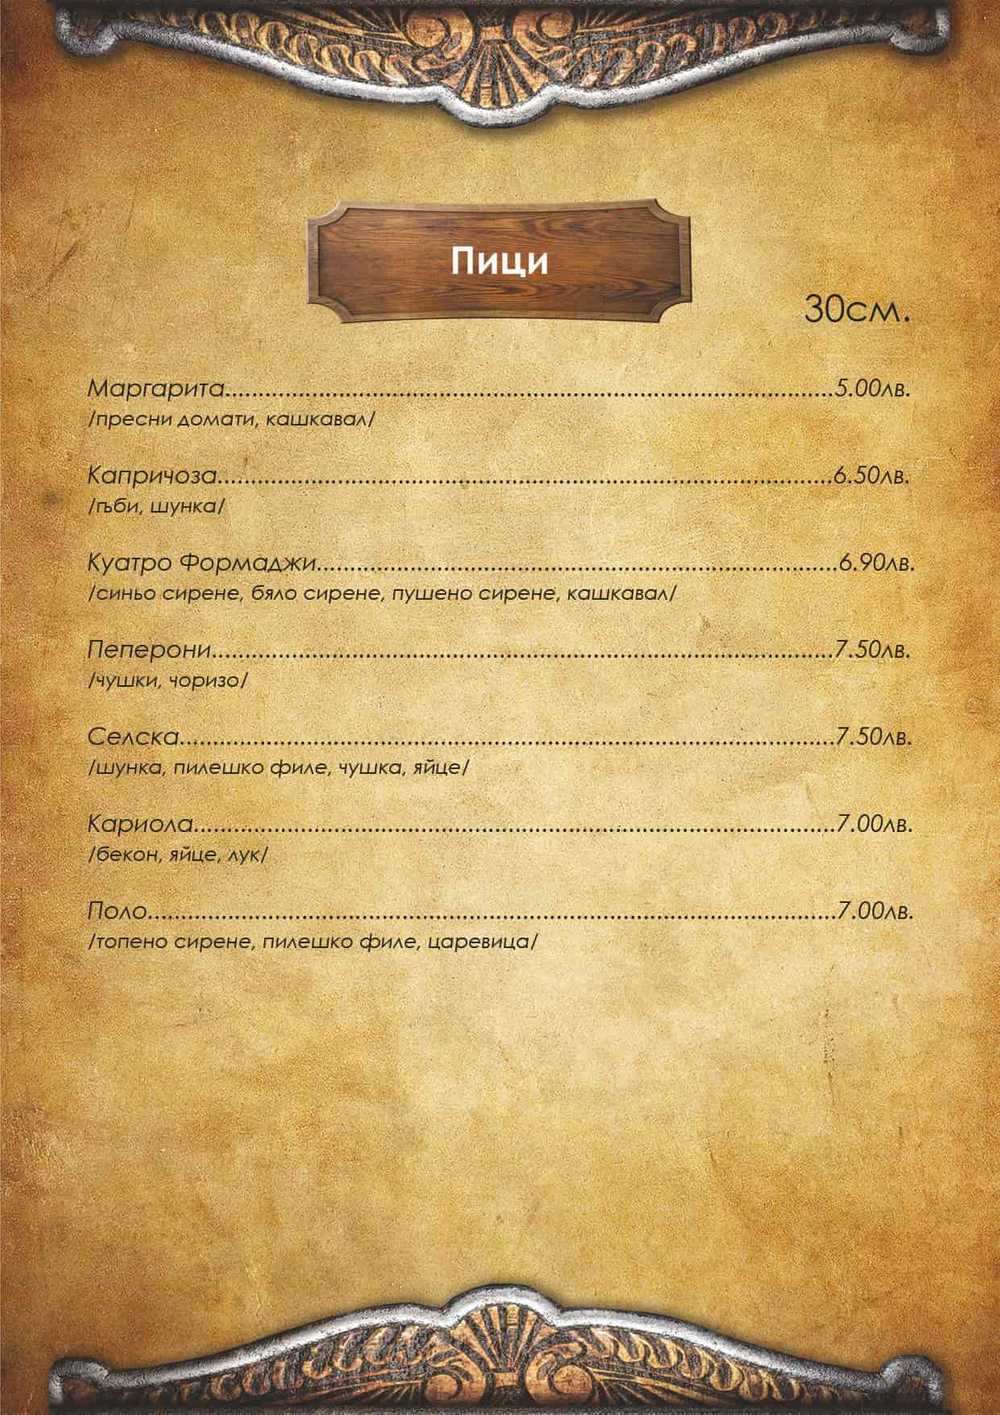 Пици
30см.
Маргарита..........................................................................................5.00лв.
/пресни домати, кашкавал/
Капричоза...........................................................................................6.50лв.
/гъби, шунка/
Куатро Формаджи.............................................................................6.90лв.
/синьо сирене, бяло сирене, пушено сирене, кашкавал/
Пеперони............................................................................................7.50лв.
/чушки, чоризо/
Селска.................................................................................................7.50лв.
/шунка, пилешко филе, чушка, яйце/
Кариола...............................................................................................7.00лв.
/бекон, яйце, лук/
Поло......................................................................................................7.00лв.
/топено сирене, пилешко филе, царевица/